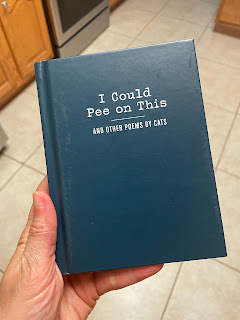 I Could
Pee on This
AND OTHER POEMS BY CATS